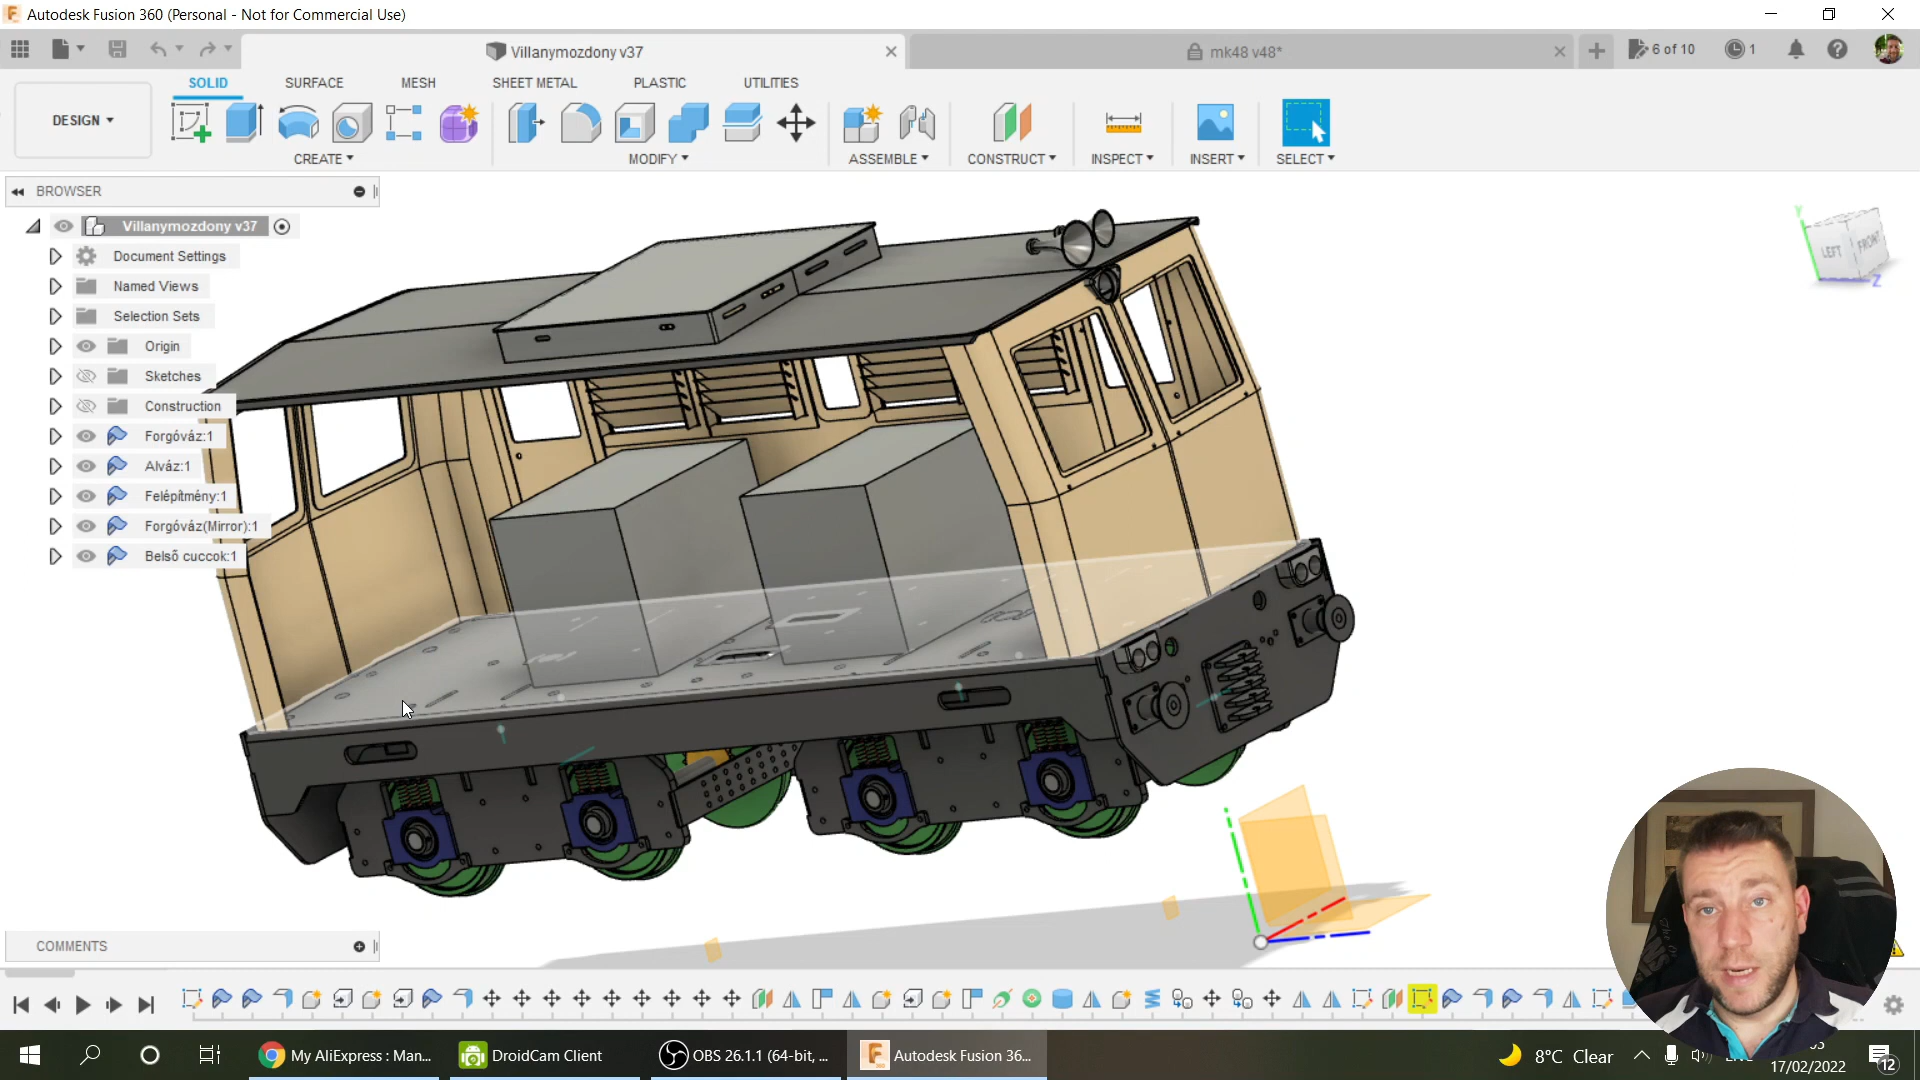 Autodesk Fusion 360 (Personal - Not for Commercial Use)
Villanymozdony v37
mk48 v48*
6 of 10
1
SOLID
SURFACE
MESH
SHEET METAL
PLASTIC
UTILITIES
DESIGN
CREATE
MODIFY
ASSEMBLE
CONSTRUCT
INSPECT
INSERT
SELECT
BROWSER
Villanymozdony v37
Document Settings
Named Views
Selection Sets
Origin
Sketches
Construction
Forgóváz:1
Alváz:1
Felépítmény:1
Forgóváz(Mirror):1
Belső cuccok:1
Y
LEFT
FRONT
Z
COMMENTS
My AliExpress : Man...
DroidCam Client
OBS 26.1.1 (64-bit, ...
Autodesk Fusion 36...
8°C Clear
17/02/2022
12